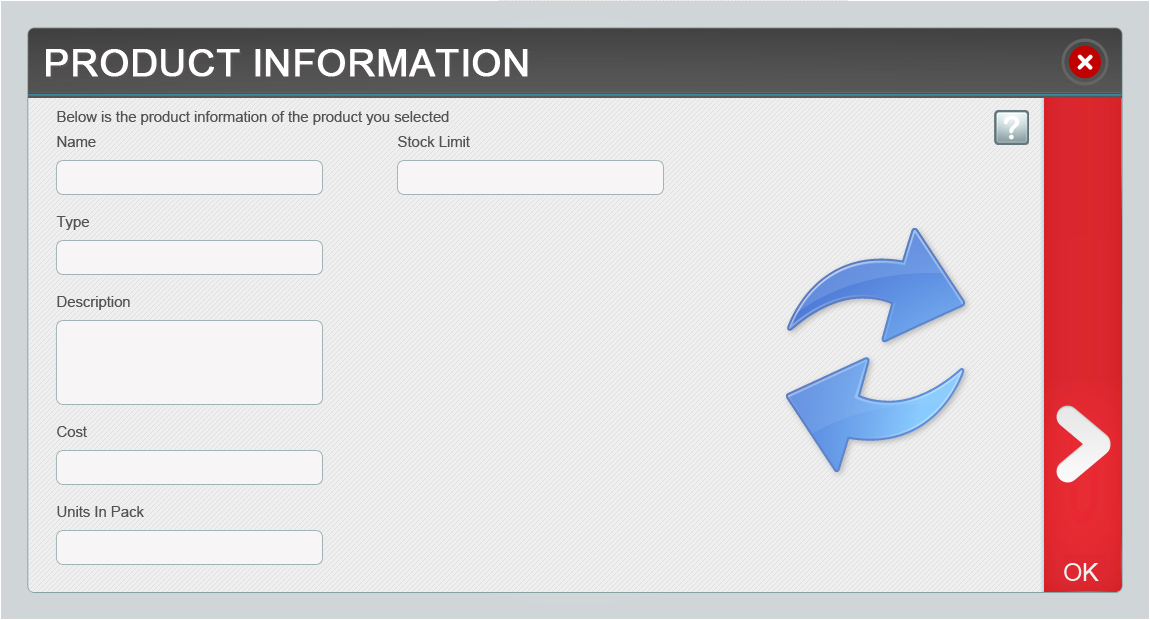 PRODUCT INFORMATION
Below is the product information of the product you selected
Name
Stock Limit
?
Type
Description
Cost
Units In Pack
OK